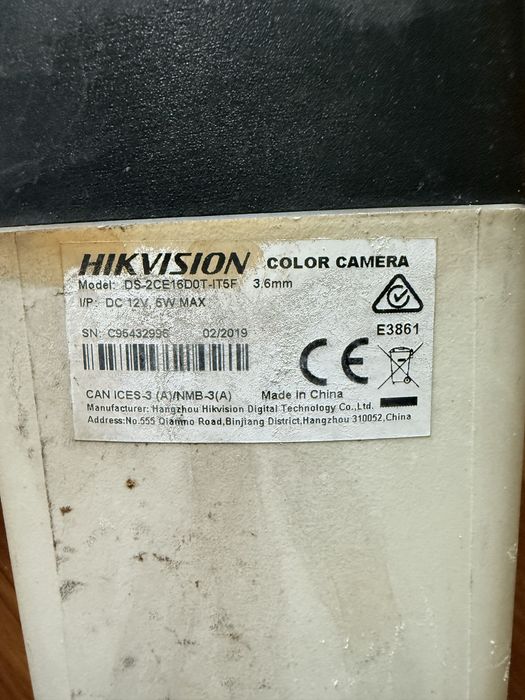 HIKVISION COLOR CAMERA
Model: DS-2CE16D0T-IT5F 3.6mm
I/P: DC 12V, 6W MAX
SN: C95432996 02/2019
E3861
CE
CAN ICES-3 (A)/NMB-3(A) Made in China
Manufacturer: Hangzhou Hikvision Digital Technology Co.,Ltd.
Address:No.555 Qianmo Road,Binjiang District,Hangzhou 310052,China